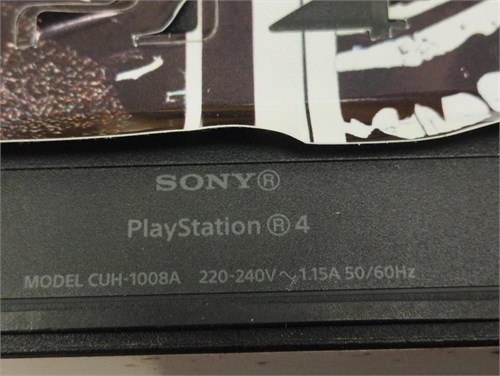 SONY®
PlayStation®4
MODEL CUH-1008A 220-240V～1.15A 50/60Hz